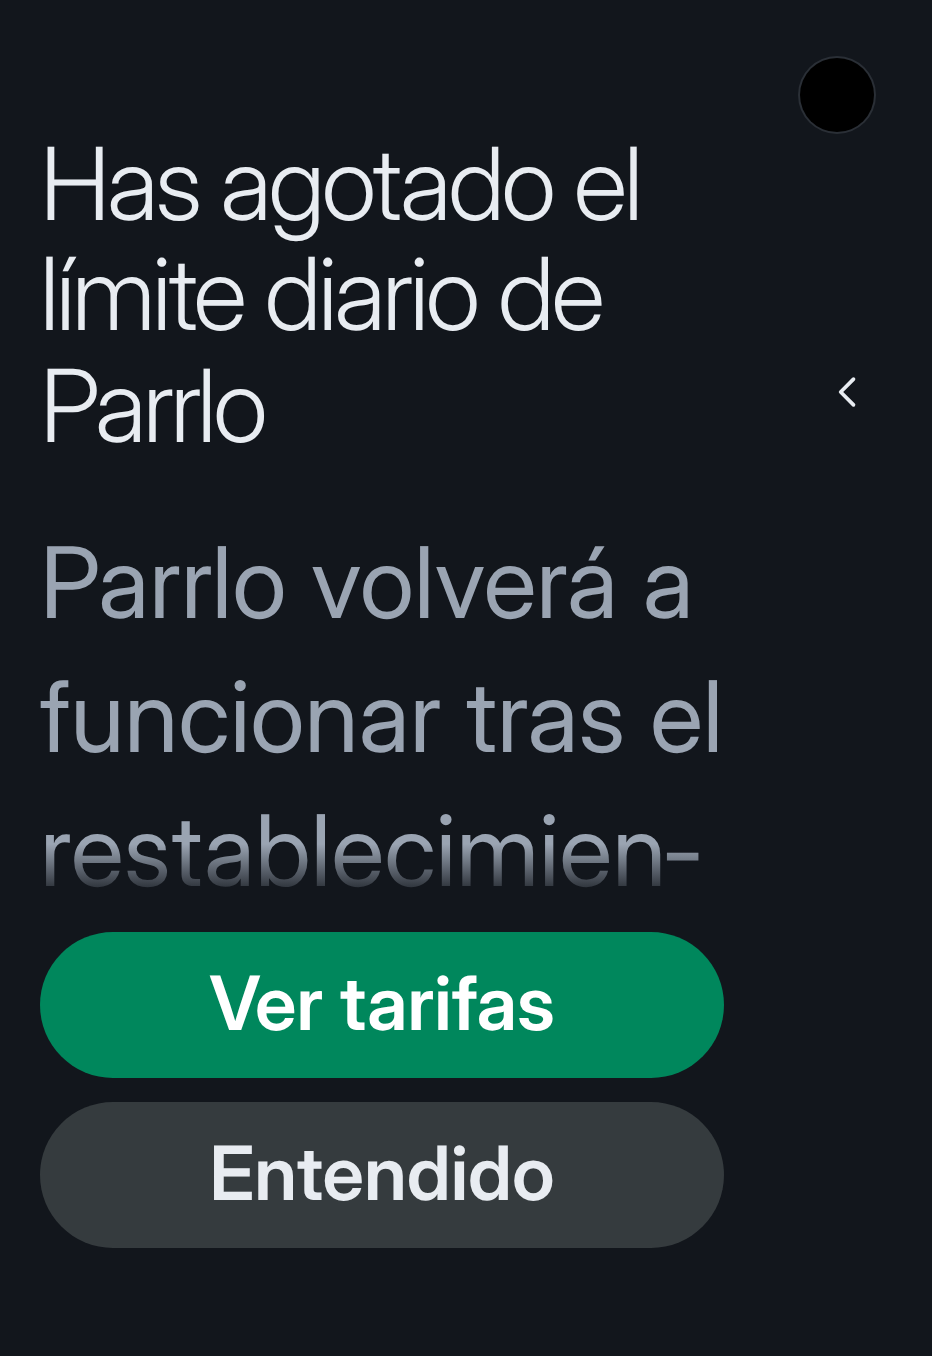 Has agotado el
límite diario de
Parrlo
Parrlo volverá a
funcionar tras el
restablecimien-
Ver tarifas
Entendido